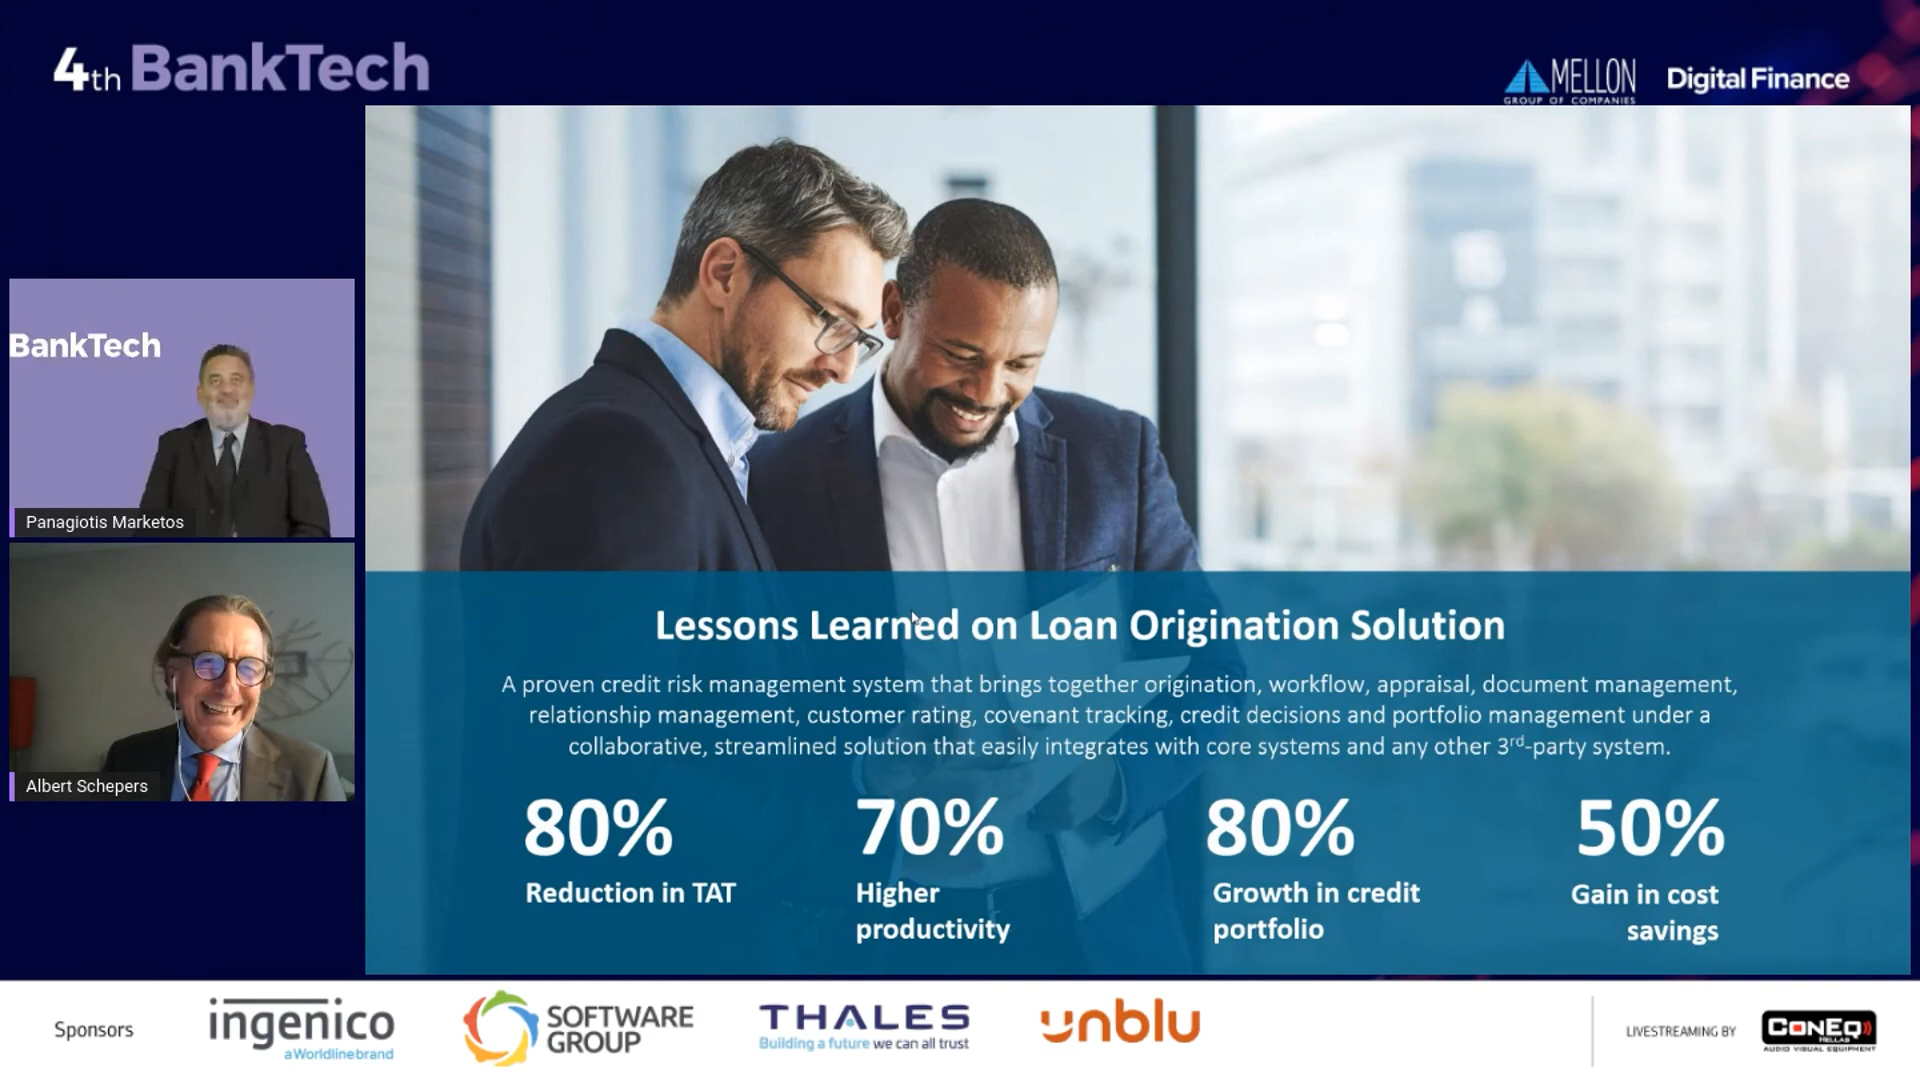 4th BankTech
MELLON
GROUP OF COMPANIES
Digital Finance
BankTech
Panagiotis Marketos
Albert Schepers
Lessons Learned on Loan Origination Solution
A proven credit risk management system that brings together origination, workflow, appraisal, document management,
relationship management, customer rating, covenant tracking, credit decisions and portfolio management under a
collaborative, streamlined solution that easily integrates with core systems and any other 3rd-party system.
80%
Reduction in TAT
70%
Higher
productivity
80%
Growth in credit
portfolio
50%
Gain in cost
savings
Sponsors
ingenico
a Worldline brand
SOFTWARE
GROUP
THALES
Building a future we can all trust
unblu
LIVESTREAMING BY
CONEQ
HELLAS
AUDIO VISUAL EQUIPMENT